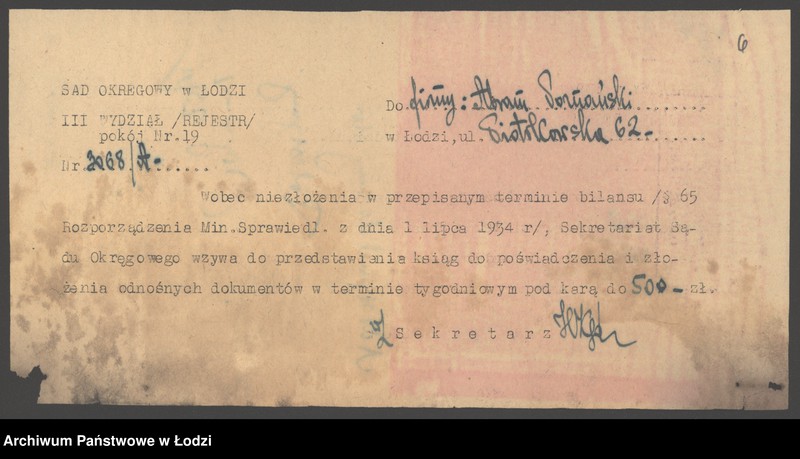 6
SĄD OKRĘGOWY w ŁODZI
Do firmy: Abram Poznański
III WYDZIAŁ /REJESTR/
pokój Nr.19
w Łodzi, ul. Piotrkowska 62.-
Nr. 2068/A-
Wobec niezłożenia w przepisanym terminie bilansu /§ 65
Rozporządzenia Min.Sprawiedl. z dnia 1 lipca 1934 r/, Sekretariat Są-
du Okręgowego wzywa do przedstawienia ksiąg do poświadczenia i zło-
żenia odnośnych dokumentów w terminie tygodniowym pod karą do 500 - zł.
Sekretarz
Archiwum Państwowe w Łodzi